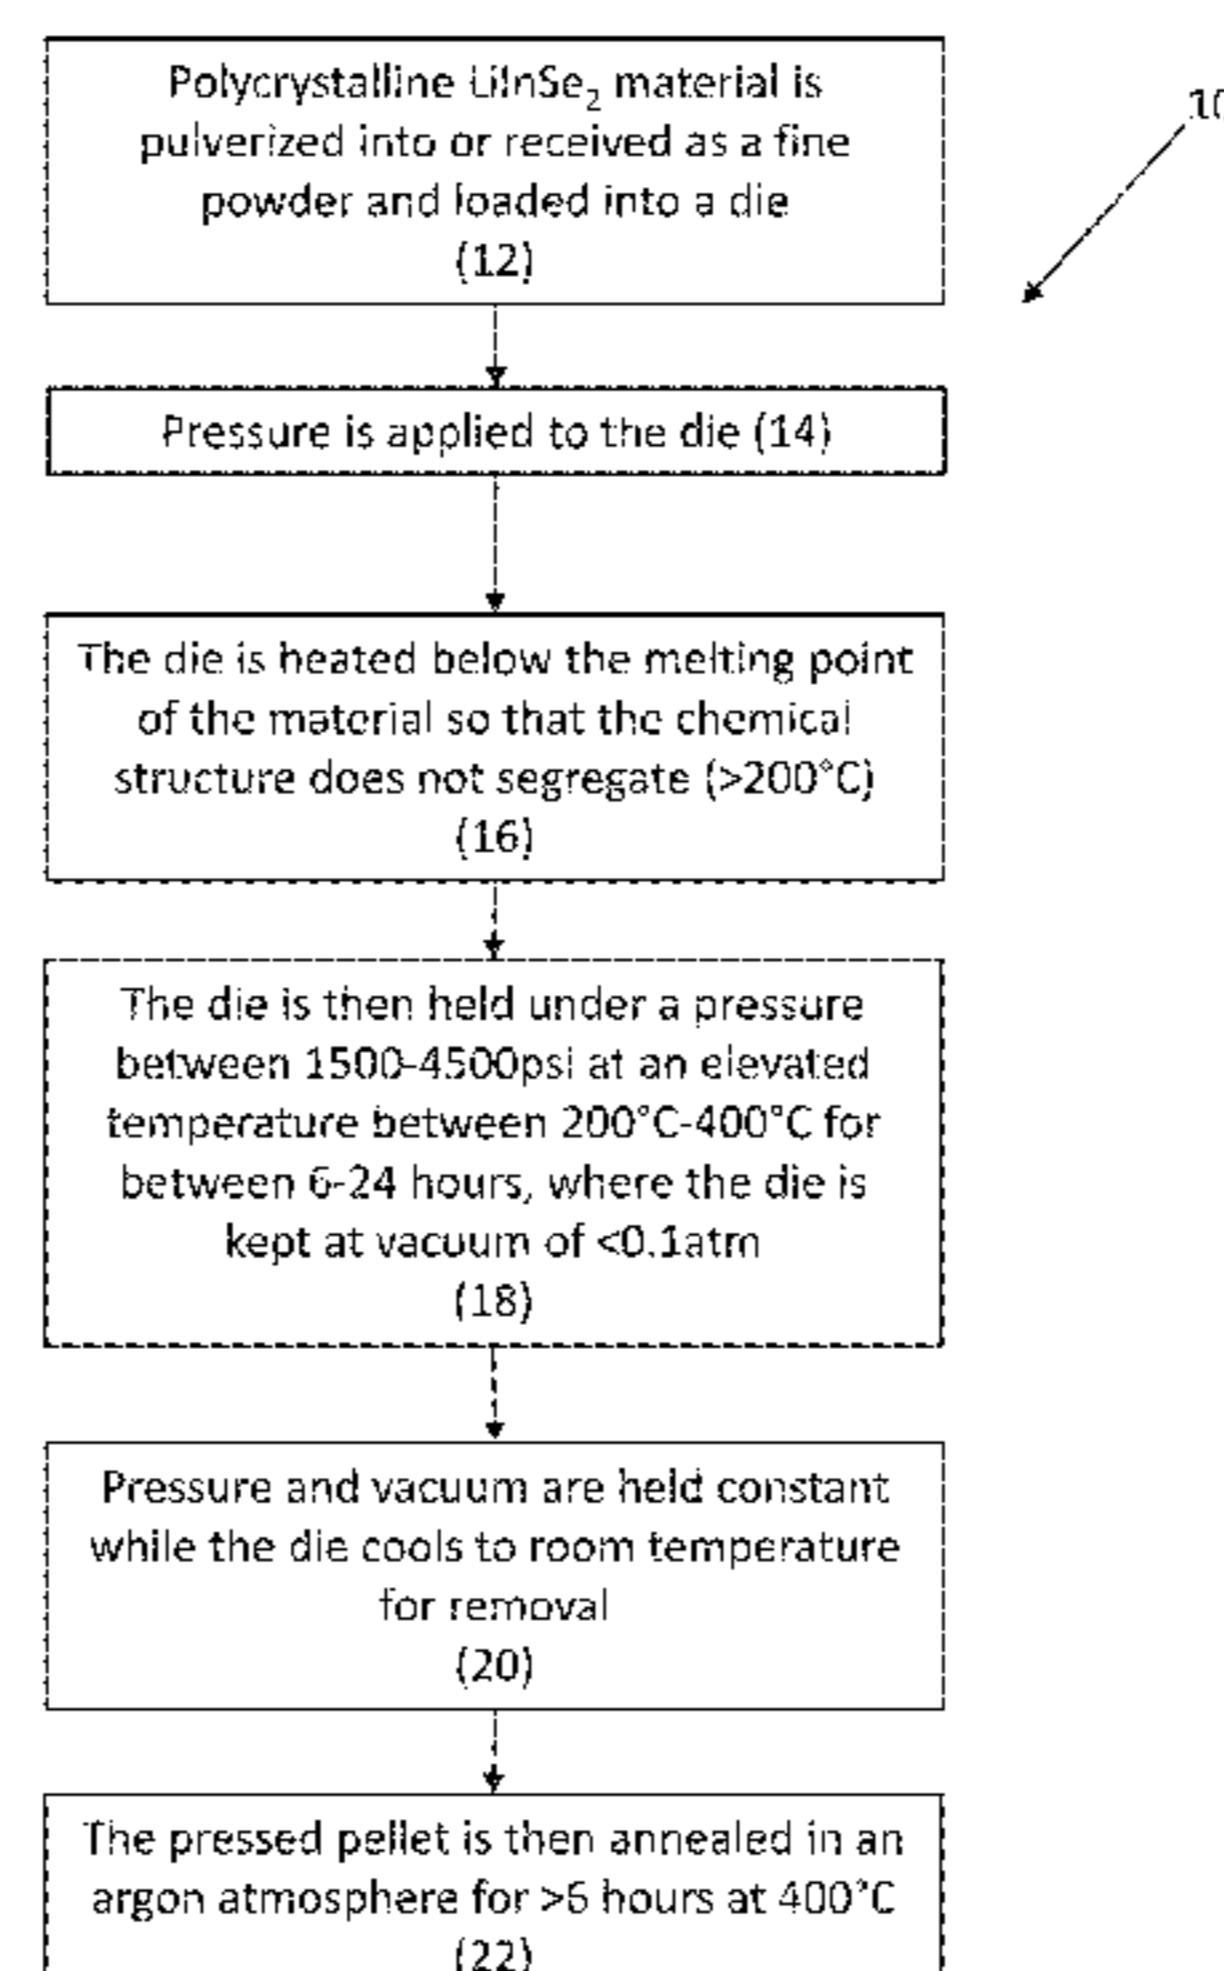 Polycrystalline LiInSe₂ material is
pulverized into or received as a fine
powder and loaded into a die
(12)
10
Pressure is applied to the die (14)
The die is heated below the melting point
of the material so that the chemical
structure does not segregate (>200°C)
(16)
The die is then held under a pressure
between 1500-4500psi at an elevated
temperature between 200°C-400°C for
between 6-24 hours, where the die is
kept at vacuum of <0.1atm
(18)
Pressure and vacuum are held constant
while the die cools to room temperature
for removal
(20)
The pressed pellet is then annealed in an
argon atmosphere for >6 hours at 400°C
(22)